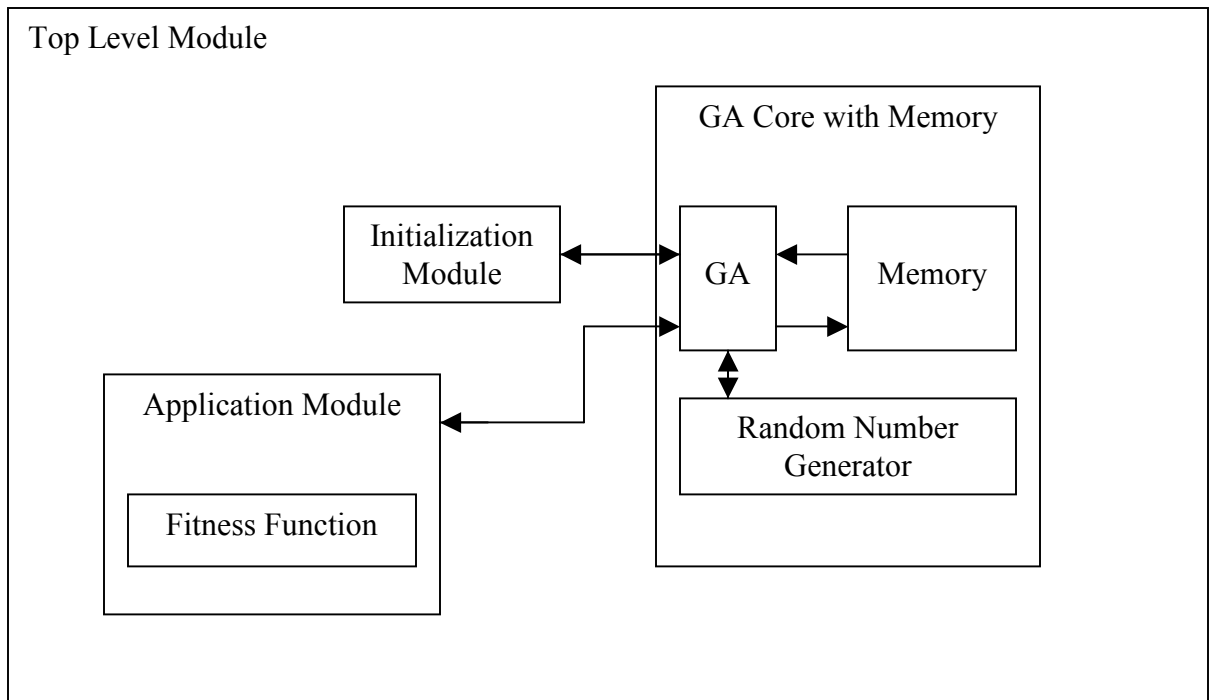 Top Level Module
GA Core with Memory
Initialization
Module
GA
Memory
Application Module
Random Number
Generator
Fitness Function